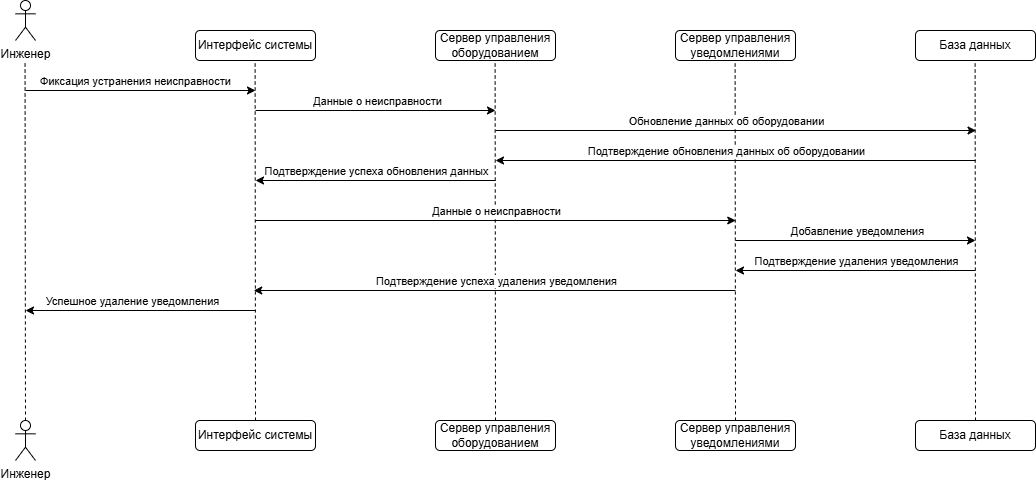 Инженер
Интерфейс системы
Сервер управления
оборудованием
Сервер управления
уведомлениями
База данных
Фиксация устранения неисправности
Данные о неисправности
Обновление данных об оборудовании
Подтверждение обновления данных об оборудовании
Подтверждение успеха обновления данных
Данные о неисправности
Добавление уведомления
Подтверждение удаления уведомления
Подтверждение успеха удаления уведомления
Успешное удаление уведомления
Инженер
Интерфейс системы
Сервер управления
оборудованием
Сервер управления
уведомлениями
База данных